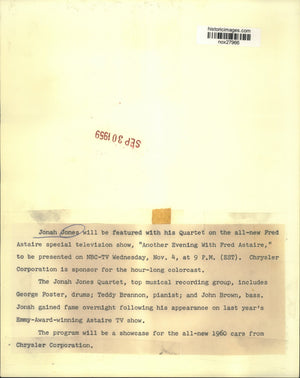 historicimages.com
nox27986
SEP 30 1959
Jonah Jones will be featured with his Quartet on the all-new Fred
Astaire special television show, "Another Evening With Fred Astaire,"
to be presented on NBC-TV Wednesday, Nov. 4, at 9 P.M. (EST). Chrysler
Corporation is sponsor for the hour-long colorcast.
The Jonah Jones Quartet, top musical recording group, includes
George Foster, drums; Teddy Brannon, pianist; and John Brown, bass.
Jonah gained fame overnight following his appearance on last year's
Emmy-Award-winning Astaire TV show.
The program will be a showcase for the all-new 1960 cars from
Chrysler Corporation.